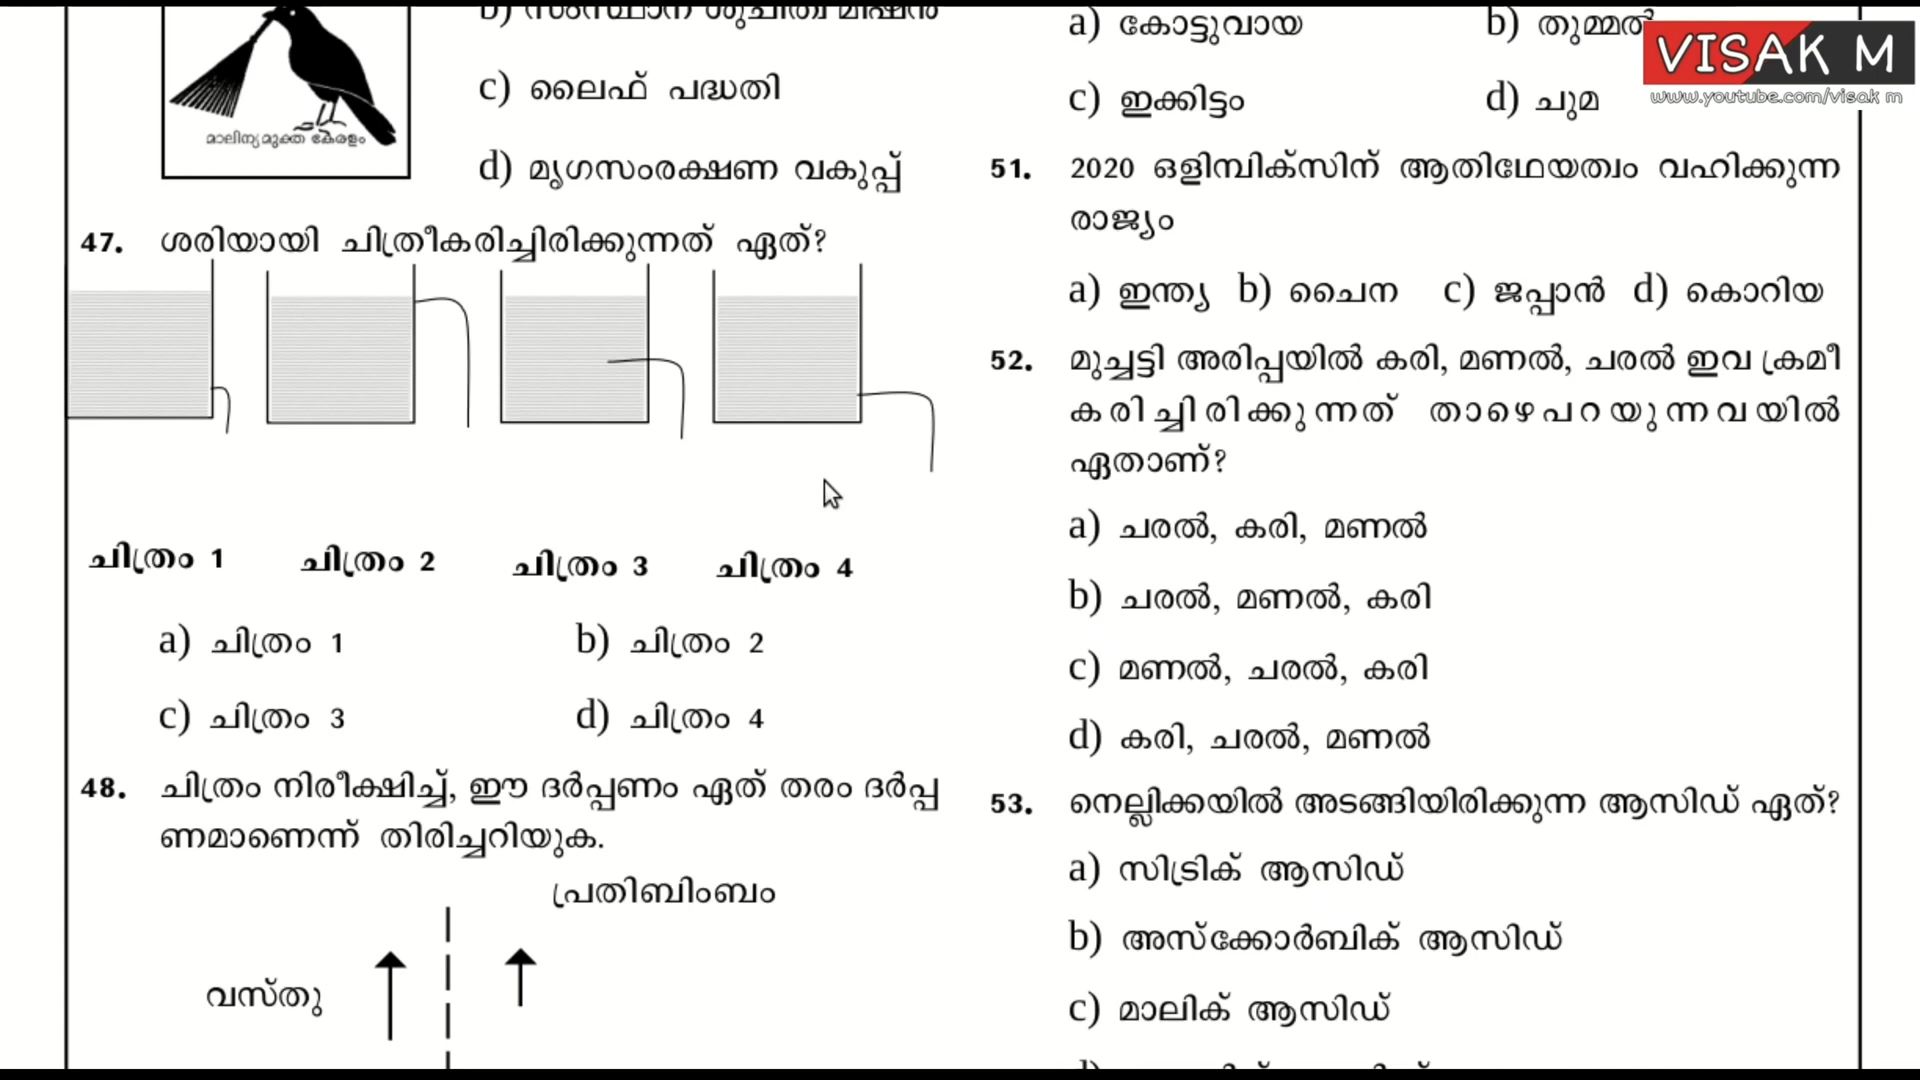 b) സംസ്ഥാന ശുചിത്വ മിഷൻ
c) ലൈഫ് പദ്ധതി
മാലിന്യമുക്ത കേരളം
d) മൃഗസംരക്ഷണ വകുപ്പ്
47. ശരിയായി ചിത്രീകരിച്ചിരിക്കുന്നത് ഏത്?
ചിത്രം 1 ചിത്രം 2 ചിത്രം 3 ചിത്രം 4
a) ചിത്രം 1 b) ചിത്രം 2
c) ചിത്രം 3 d) ചിത്രം 4
48. ചിത്രം നിരീക്ഷിച്ച്, ഈ ദർപ്പണം ഏത് തരം ദർപ്പ
ണമാണെന്ന് തിരിച്ചറിയുക.
പ്രതിബിംബം
വസ്തു
a) കോട്ടുവായ b) തുമ്മൽ
c) ഇക്കിട്ടം d) ചുമ
51. 2020 ഒളിമ്പിക്സിന് ആതിഥേയത്വം വഹിക്കുന്ന
രാജ്യം
a) ഇന്ത്യ b) ചൈന c) ജപ്പാൻ d) കൊറിയ
52. മുച്ചട്ടി അരിപ്പയിൽ കരി, മണൽ, ചരൽ ഇവ ക്രമീ
കരിച്ചിരിക്കുന്നത് താഴെപറയുന്നവയിൽ
ഏതാണ്?
a) ചരൽ, കരി, മണൽ
b) ചരൽ, മണൽ, കരി
c) മണൽ, ചരൽ, കരി
d) കരി, ചരൽ, മണൽ
53. നെല്ലിക്കയിൽ അടങ്ങിയിരിക്കുന്ന ആസിഡ് ഏത്?
a) സിട്രിക് ആസിഡ്
b) അസ്ക്കോർബിക് ആസിഡ്
c) മാലിക് ആസിഡ്
VISAK M
www.youtube.com/visak m